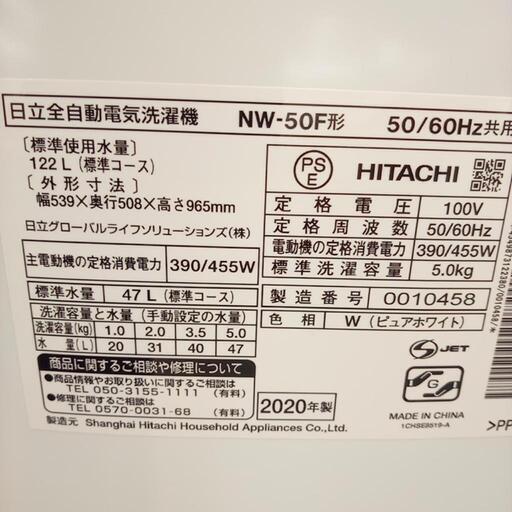 日立全自動電気洗濯機 NW-50F形 50/60Hz共用
〔標準使用水量〕
122L(標準コース)
〔外形寸法〕
幅539×奥行508×高さ965mm
日立グローバルライフソリューションズ(株)
主電動機の定格消費電力 390/455W
標準水量 47L(標準コース)
洗濯容量と水量(手動設定の水量)
洗濯容量(kg) 1.0 2.0 3.5 5.0
水量(L) 20 31 40 47
商品に関するご相談や修理について
●商品情報やお取り扱いに関するご相談
TEL 050-3155-1111 (有料)
●修理に関するご相談
TEL 0570-0031-68 (有料)
2020年製
製造元 Shanghai Hitachi Household Appliances Co.,Ltd.
PS
E
HITACHI
定格電圧 100V
定格周波数 50/60Hz
電動機の定格消費電力 390/455W
標準洗濯容量 5.0kg
製造番号 0010458
色相 W(ピュアホワイト)
S JET
G
MADE IN CHINA
1CHSE8519-A
>PP